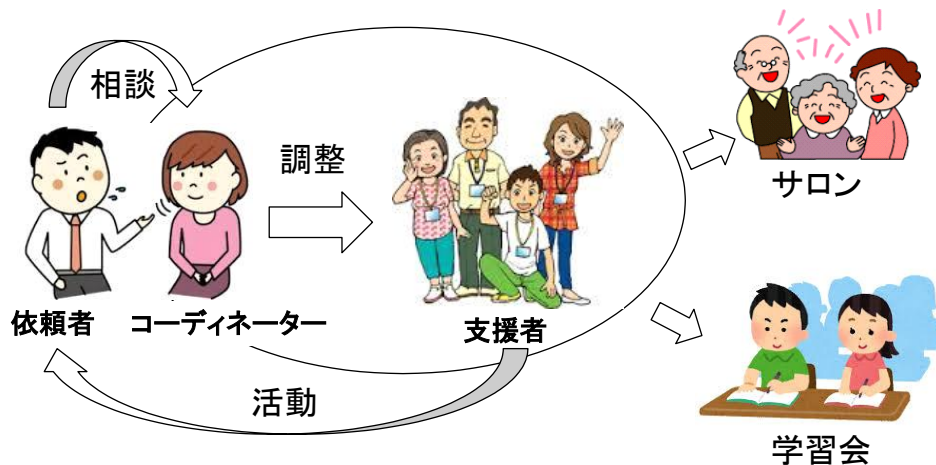 相談
調整
サロン
依頼者
コーディネーター
支援者
活動
学習会